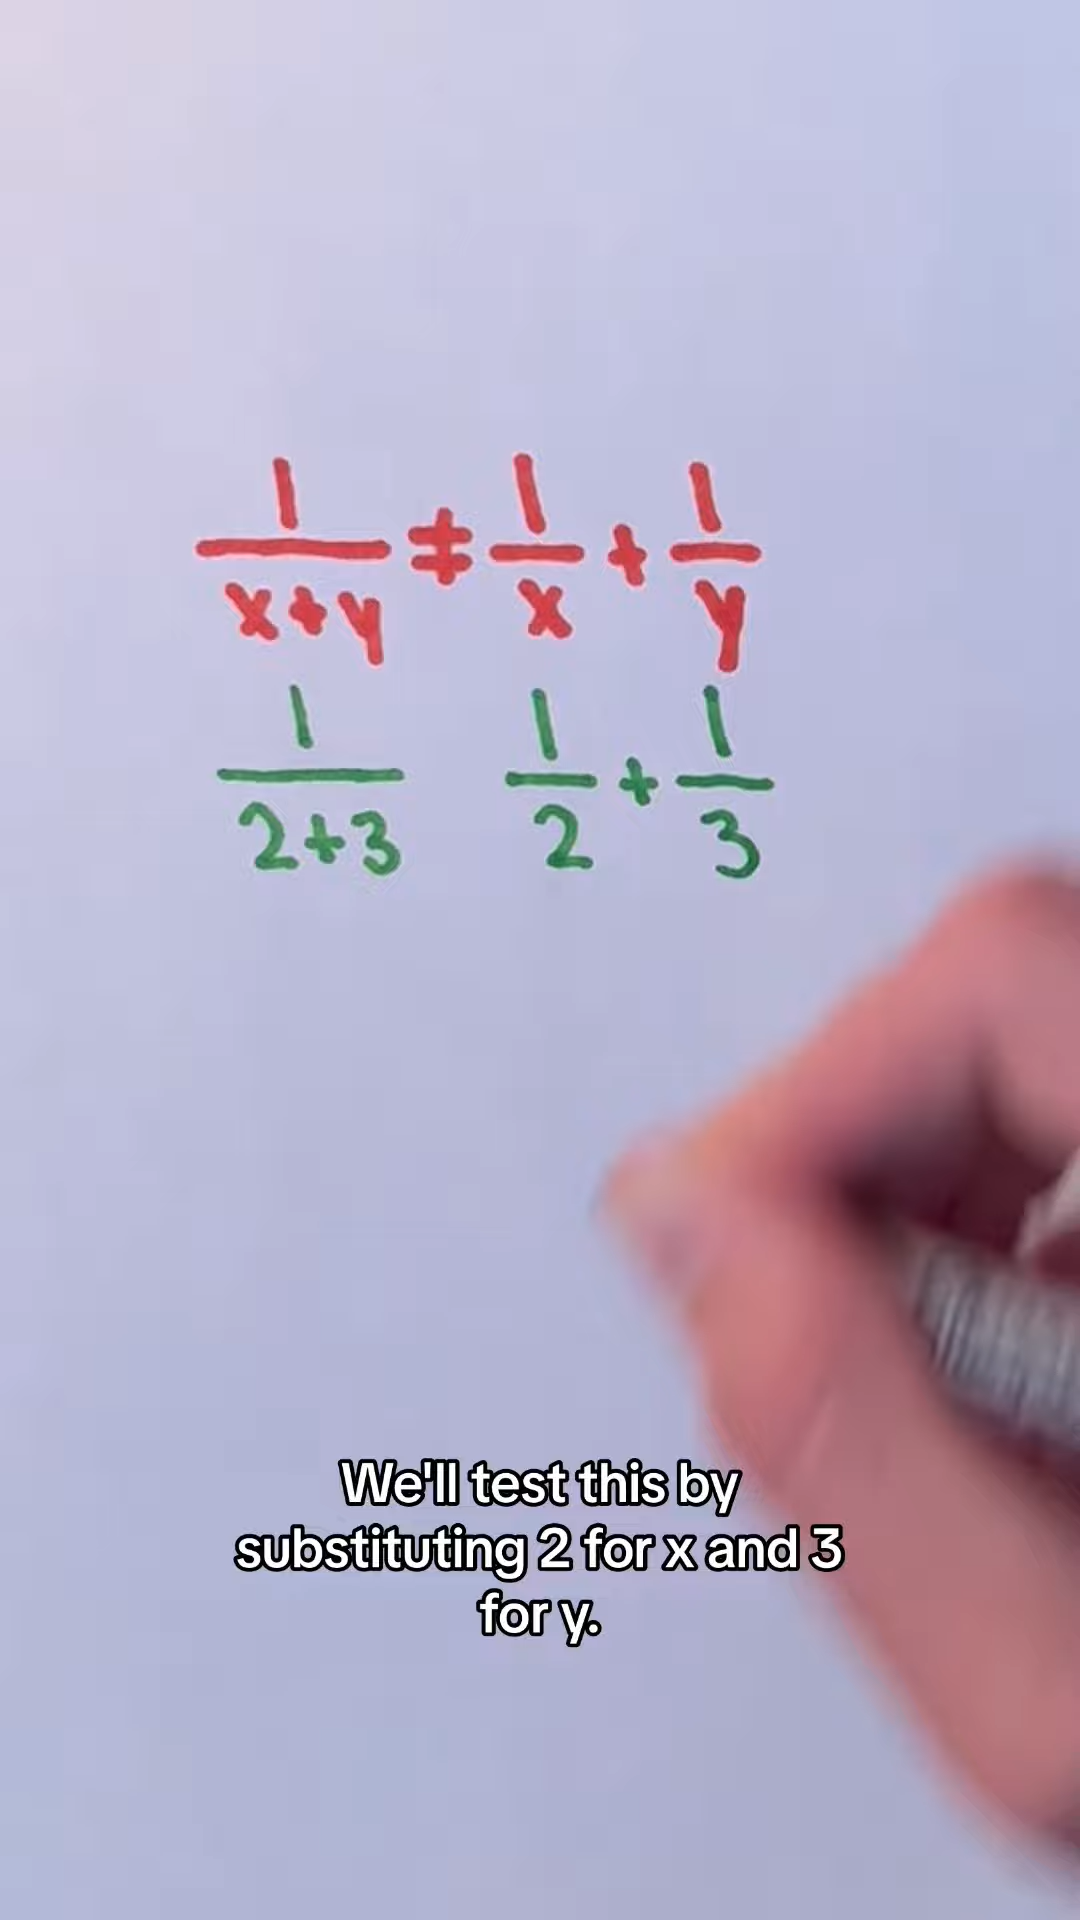 1/(x+y) ≠ 1/x + 1/y
1/(2+3) 1/2 + 1/3
We'll test this by
substituting 2 for x and 3
for y.